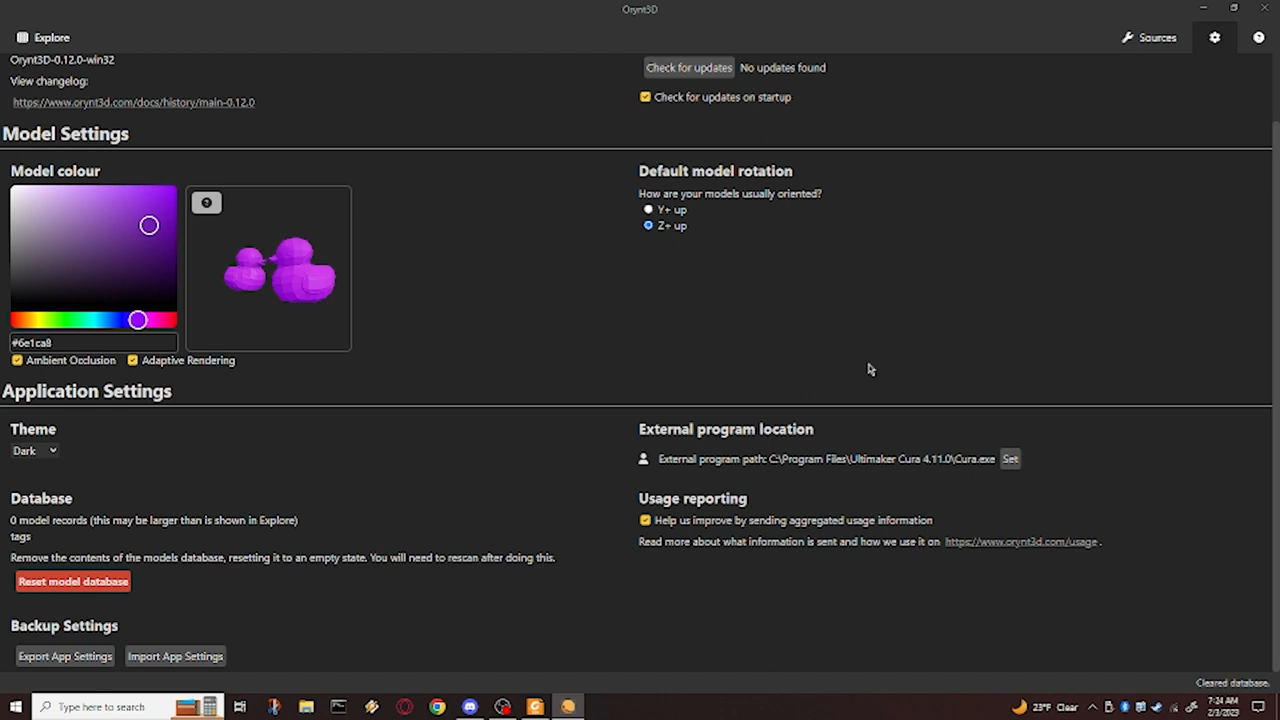 Orynt3D
Explore
Sources
Orynt3D-0.12.0-win32
View changelog:
https://www.orynt3d.com/docs/history/main-0.12.0
Check for updates No updates found
Check for updates on startup
Model Settings
Model colour
#6e1ca8
Ambient Occlusion Adaptive Rendering
Default model rotation
How are your models usually oriented?
Y+ up
Z+ up
Application Settings
Theme
Dark
External program location
External program path: C:\Program Files\Ultimaker Cura 4.11.0\Cura.exe Set
Database
0 model records (this may be larger than is shown in Explore)
tags
Remove the contents of the models database, resetting it to an empty state. You will need to rescan after doing this.
Reset model database
Usage reporting
Help us improve by sending aggregated usage information
Read more about what information is sent and how we use it on https://www.orynt3d.com/usage .
Backup Settings
Export App Settings Import App Settings
Cleared database.
Type here to search
23°F Clear
7:24 AM
2/3/2023